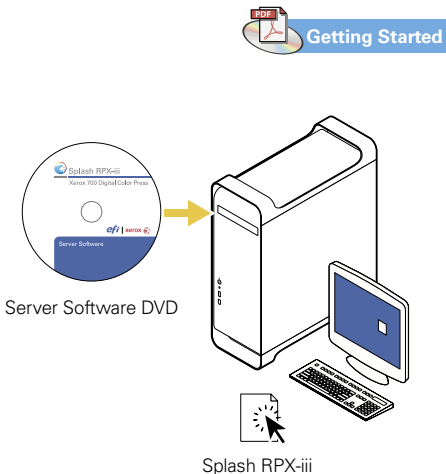 PDF
Getting Started
Splash RPX-iii
Xerox 700 Digital Color Press
efi | xerox
Server Software
Server Software DVD
Splash RPX-iii